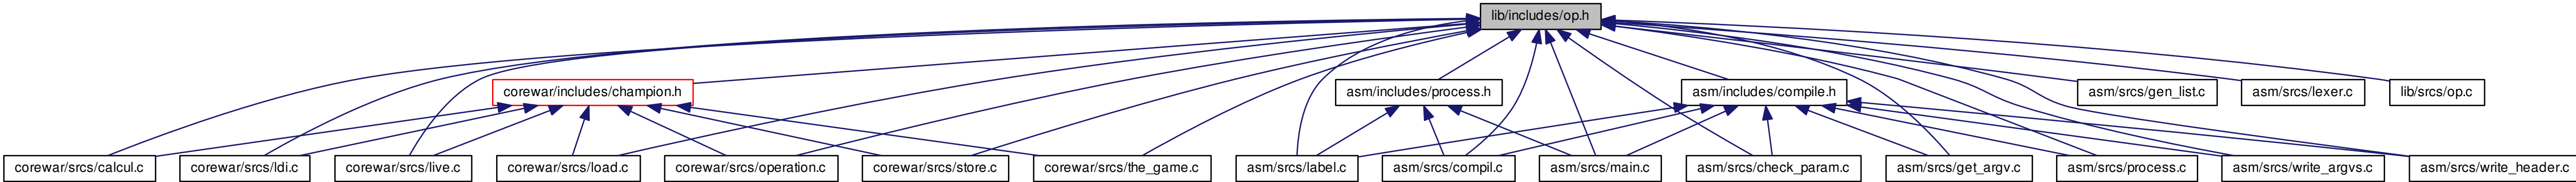 lib/includes/op.h
corewar/includes/champion.h
asm/includes/process.h
asm/includes/compile.h
asm/srcs/gen_list.c
asm/srcs/lexer.c
lib/srcs/op.c
corewar/srcs/calcul.c
corewar/srcs/ldi.c
corewar/srcs/live.c
corewar/srcs/load.c
corewar/srcs/operation.c
corewar/srcs/store.c
corewar/srcs/the_game.c
asm/srcs/label.c
asm/srcs/compil.c
asm/srcs/main.c
asm/srcs/check_param.c
asm/srcs/get_argv.c
asm/srcs/process.c
asm/srcs/write_argvs.c
asm/srcs/write_header.c